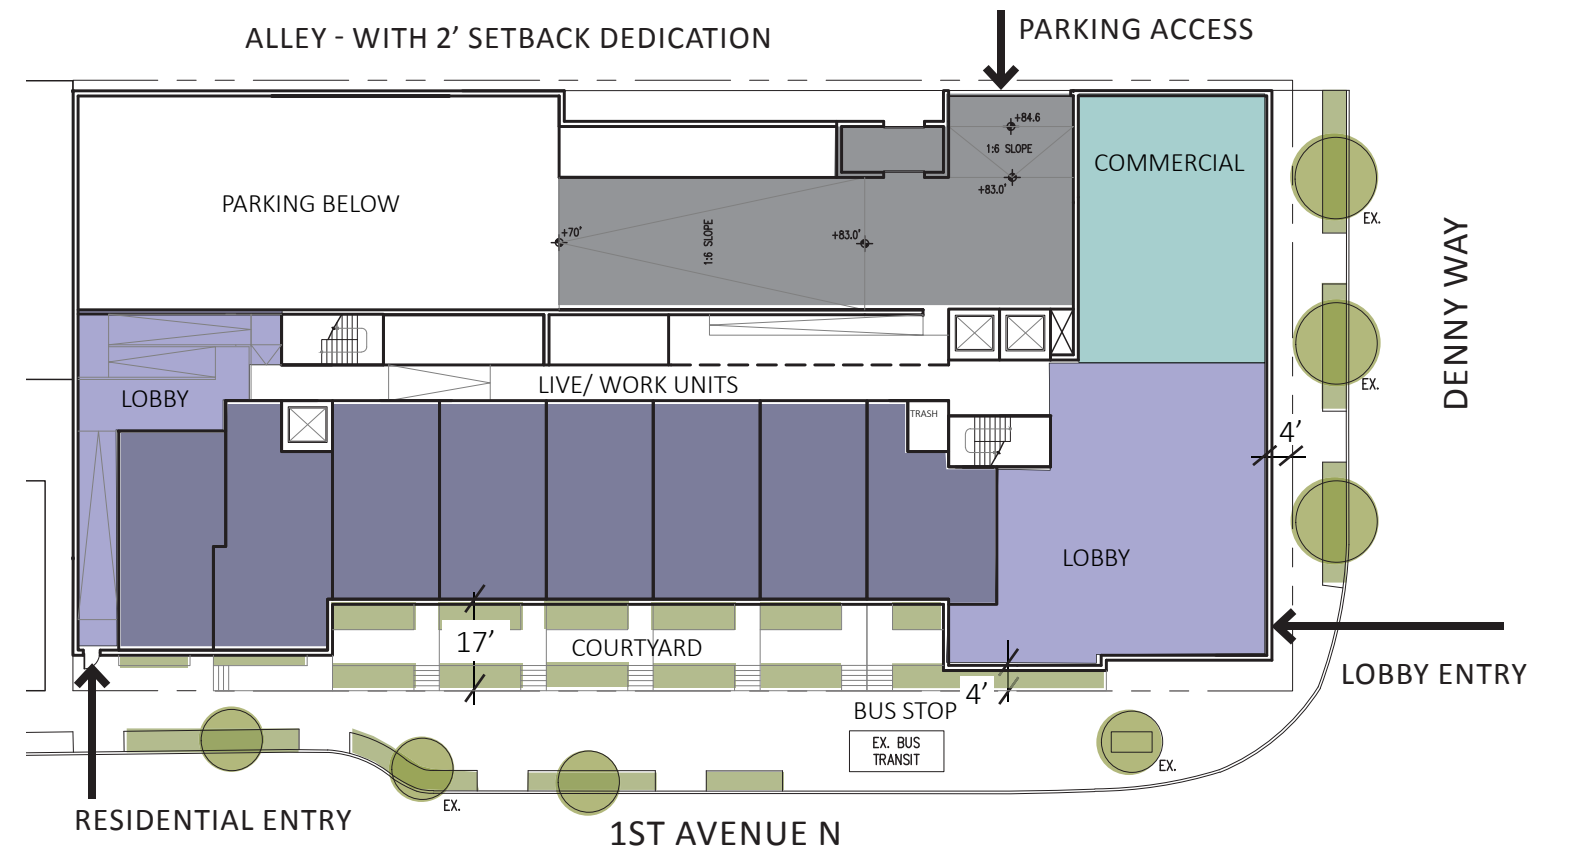 ALLEY - WITH 2' SETBACK DEDICATION
PARKING ACCESS
+84.6
1:6 SLOPE
+83.0'
COMMERCIAL
PARKING BELOW
+70'
1:6 SLOPE
+83.0'
EX.
DENNY WAY
EX.
LOBBY
LIVE/ WORK UNITS
TRASH
4'
LOBBY
17'
COURTYARD
LOBBY ENTRY
4'
BUS STOP
EX. BUS
TRANSIT
EX.
EX.
RESIDENTIAL ENTRY
1ST AVENUE N